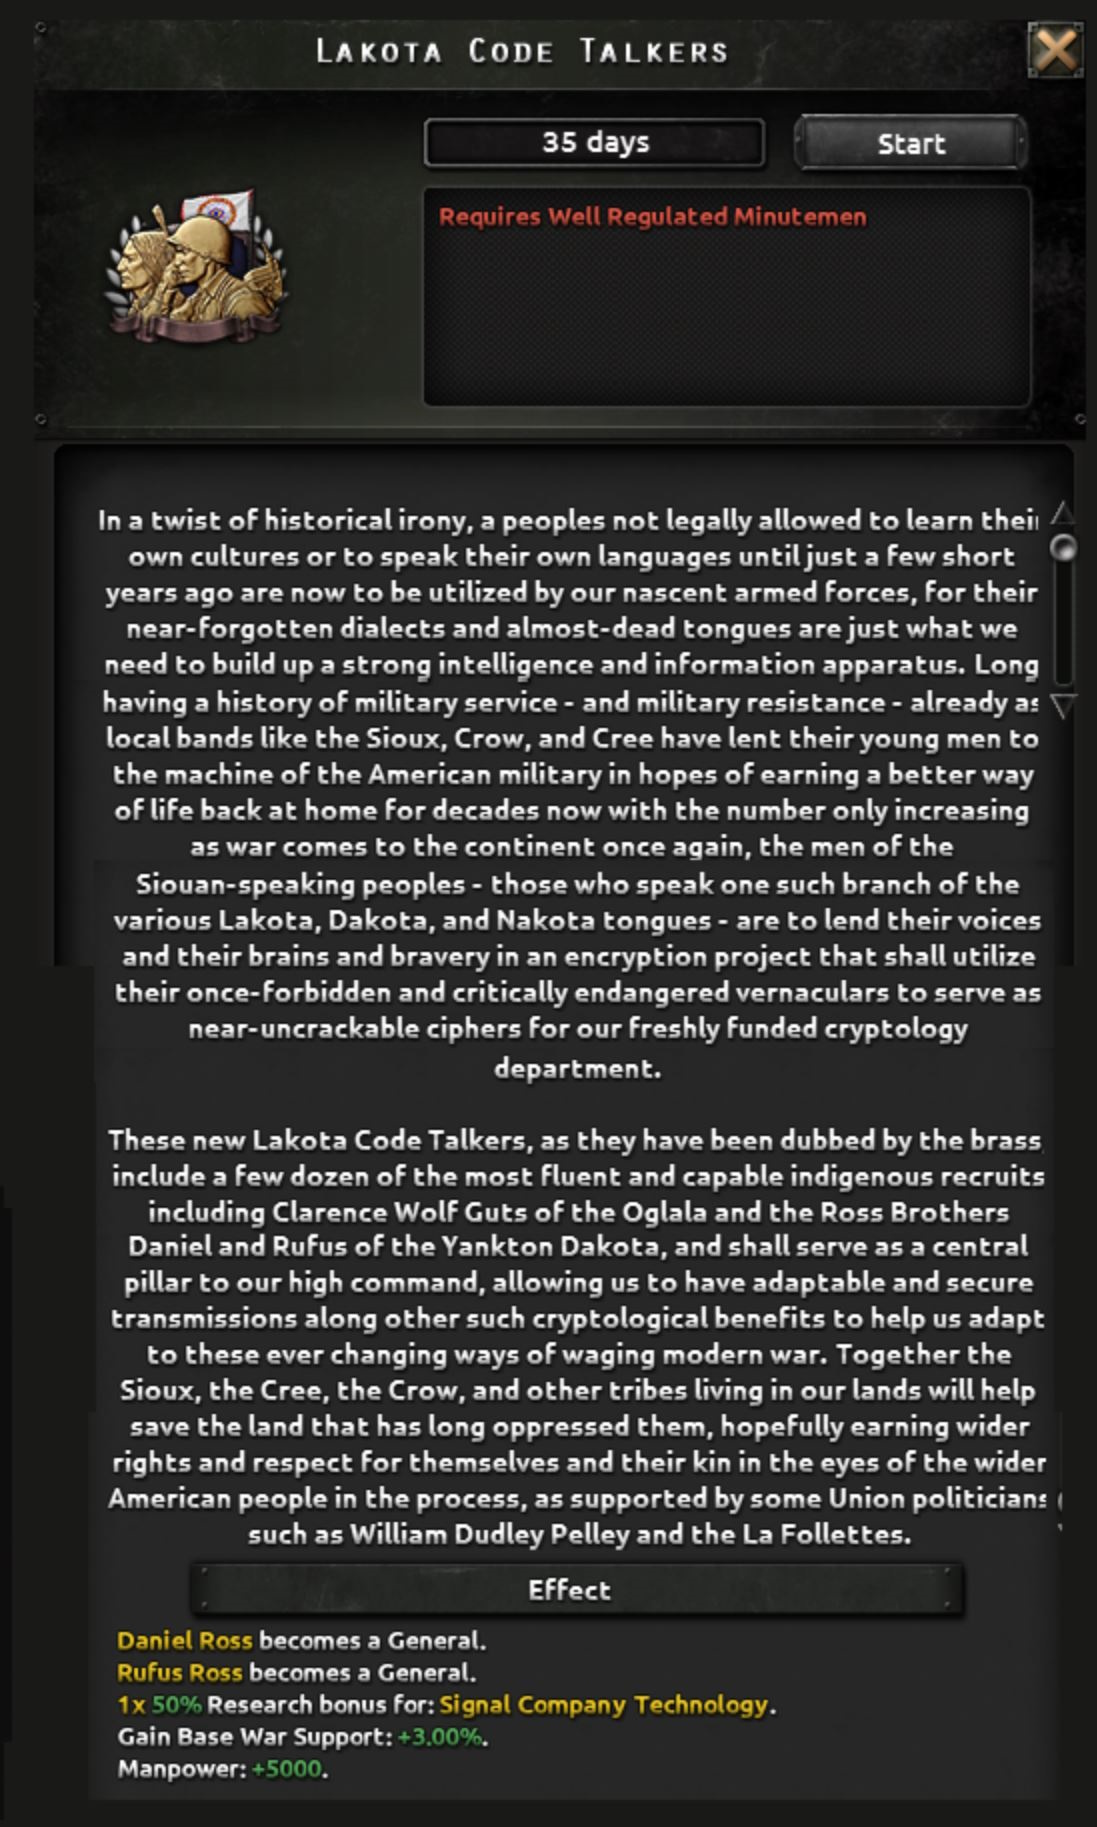 LAKOTA CODE TALKERS
35 days
Start
Requires Well Regulated Minutemen
In a twist of historical irony, a peoples not legally allowed to learn their
own cultures or to speak their own languages until just a few short
years ago are now to be utilized by our nascent armed forces, for their
near-forgotten dialects and almost-dead tongues are just what we
need to build up a strong intelligence and information apparatus. Long
having a history of military service - and military resistance - already as
local bands like the Sioux, Crow, and Cree have lent their young men to
the machine of the American military in hopes of earning a better way
of life back at home for decades now with the number only increasing
as war comes to the continent once again, the men of the
Siouan-speaking peoples - those who speak one such branch of the
various Lakota, Dakota, and Nakota tongues - are to lend their voices
and their brains and bravery in an encryption project that shall utilize
their once-forbidden and critically endangered vernaculars to serve as
near-uncrackable ciphers for our freshly funded cryptology
department.
These new Lakota Code Talkers, as they have been dubbed by the brass,
include a few dozen of the most fluent and capable indigenous recruits
including Clarence Wolf Guts of the Oglala and the Ross Brothers
Daniel and Rufus of the Yankton Dakota, and shall serve as a central
pillar to our high command, allowing us to have adaptable and secure
transmissions along other such cryptological benefits to help us adapt
to these ever changing ways of waging modern war. Together the
Sioux, the Cree, the Crow, and other tribes living in our lands will help
save the land that has long oppressed them, hopefully earning wider
rights and respect for themselves and their kin in the eyes of the wider
American people in the process, as supported by some Union politicians
such as William Dudley Pelley and the La Follettes.
Effect
Daniel Ross becomes a General.
Rufus Ross becomes a General.
1x 50% Research bonus for: Signal Company Technology.
Gain Base War Support: +3.00%.
Manpower: +5000.